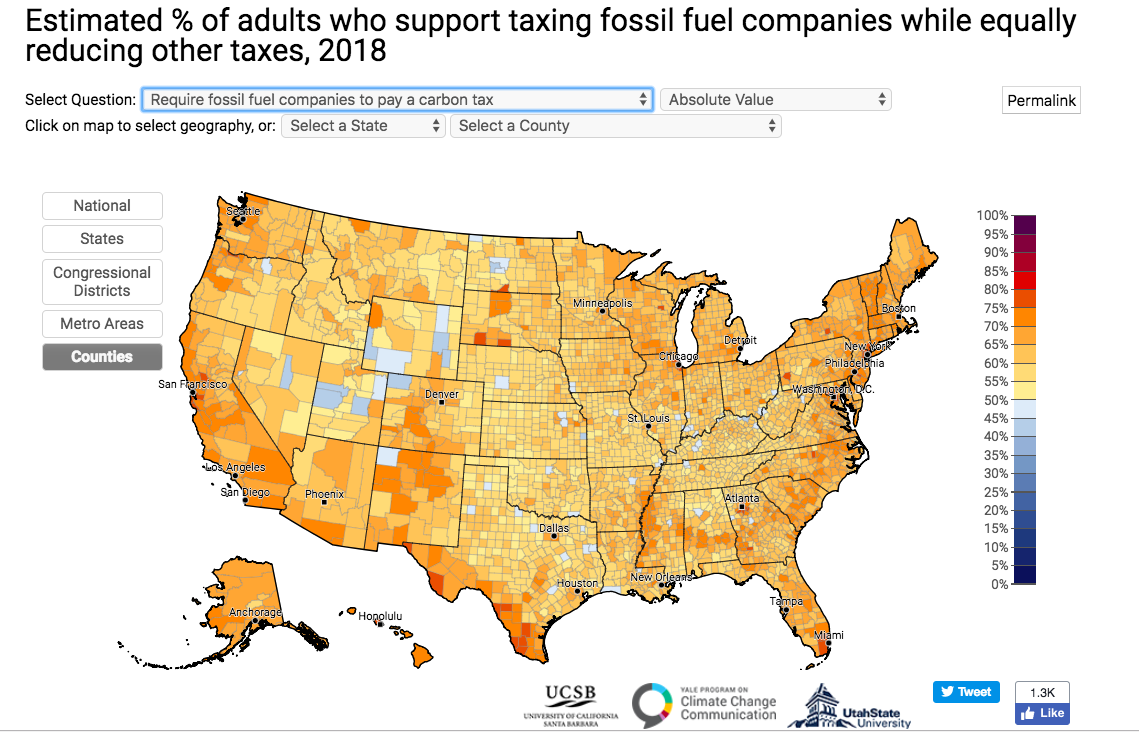 Estimated % of adults who support taxing fossil fuel companies while equally
reducing other taxes, 2018
Select Question: Require fossil fuel companies to pay a carbon tax Absolute Value Permalink
Click on map to select geography, or: Select a State Select a County
National
States
Congressional
Districts
Metro Areas
Counties
Seattle
Minneapolis
Boston
Detroit
New York
Chicago
Philadelphia
San Francisco
Denver
Washington, D.C.
St. Louis
Los Angeles
San Diego
Phoenix
Atlanta
Dallas
Houston
New Orleans
Tampa
Miami
Anchorage
Honolulu
100%
95%
90%
85%
80%
75%
70%
65%
60%
55%
50%
45%
40%
35%
30%
25%
20%
15%
10%
5%
0%
UCSB
UNIVERSITY OF CALIFORNIA
SANTA BARBARA
YALE PROGRAM ON
Climate Change
Communication
UtahState
University
Tweet
1.3K
Like